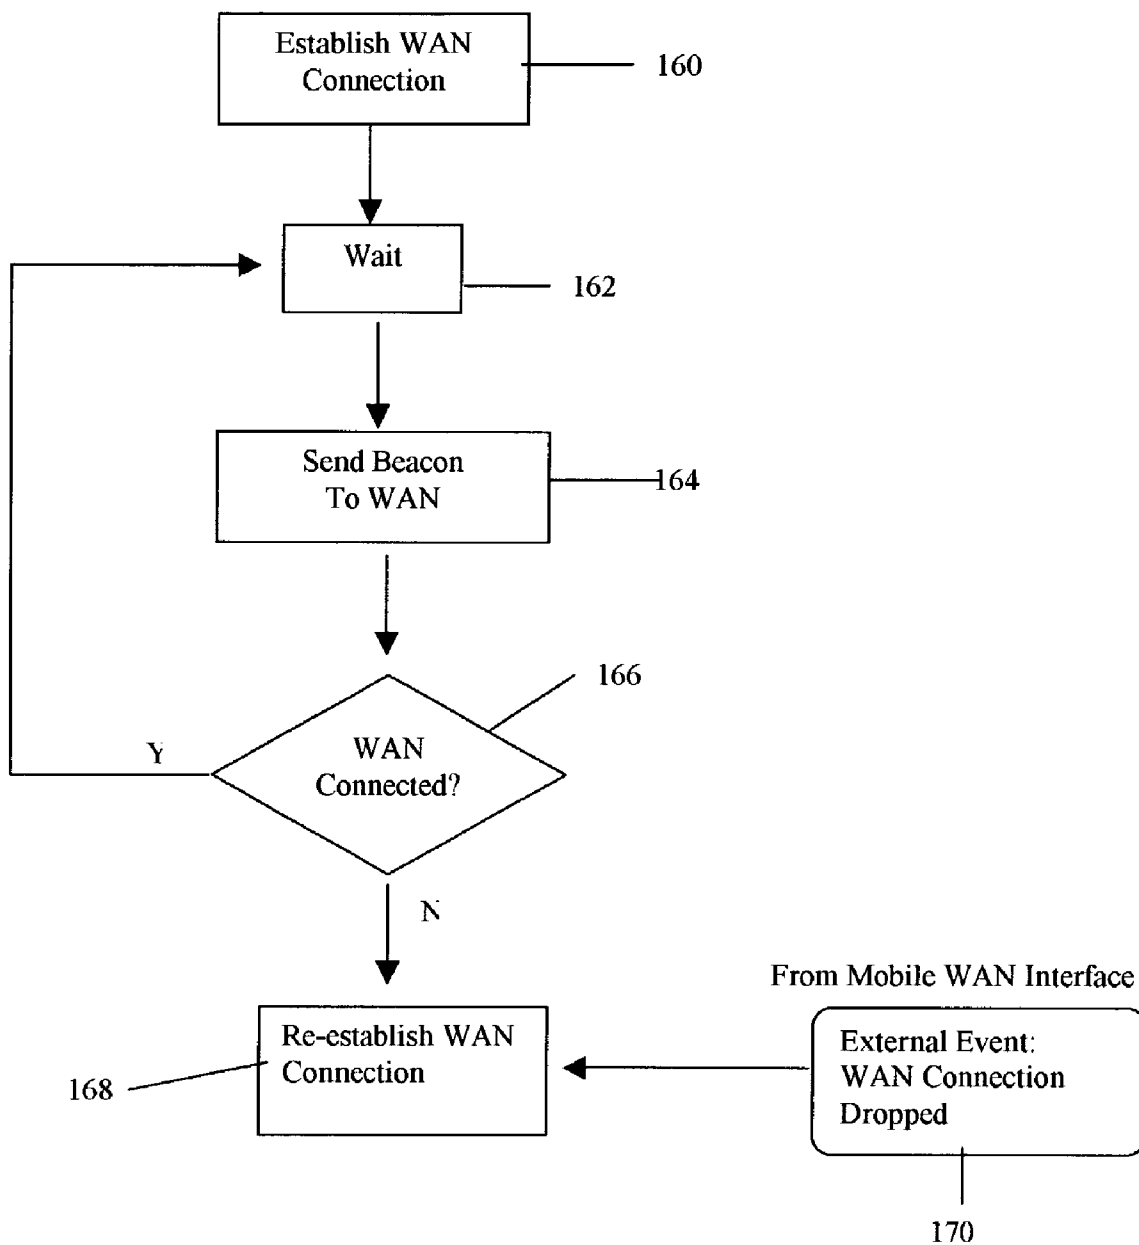 Establish WAN
Connection
160
Wait
162
Send Beacon
To WAN
164
166
WAN
Connected?
Y
N
From Mobile WAN Interface
Re-establish WAN
Connection
168
External Event:
WAN Connection
Dropped
170